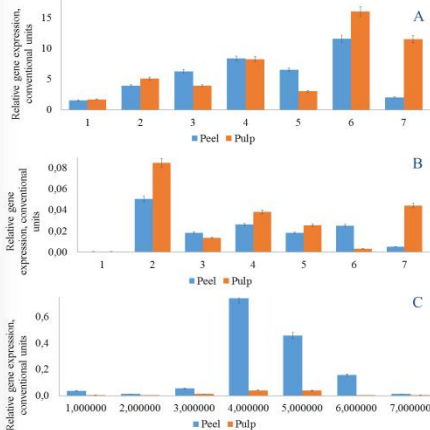 Relative gene expression,
conventional units
A
15
10
5
0
1 2 3 4 5 6 7
Peel Pulp
Relative gene
expression, conventional
units
B
0,08
0,06
0,04
0,02
0,00
1 2 3 4 5 6 7
Peel Pulp
Relative gene expression,
conventional units
C
0,6
0,4
0,2
0,0
1,000000 2,000000 3,000000 4,000000 5,000000 6,000000 7,000000
Peel Pulp